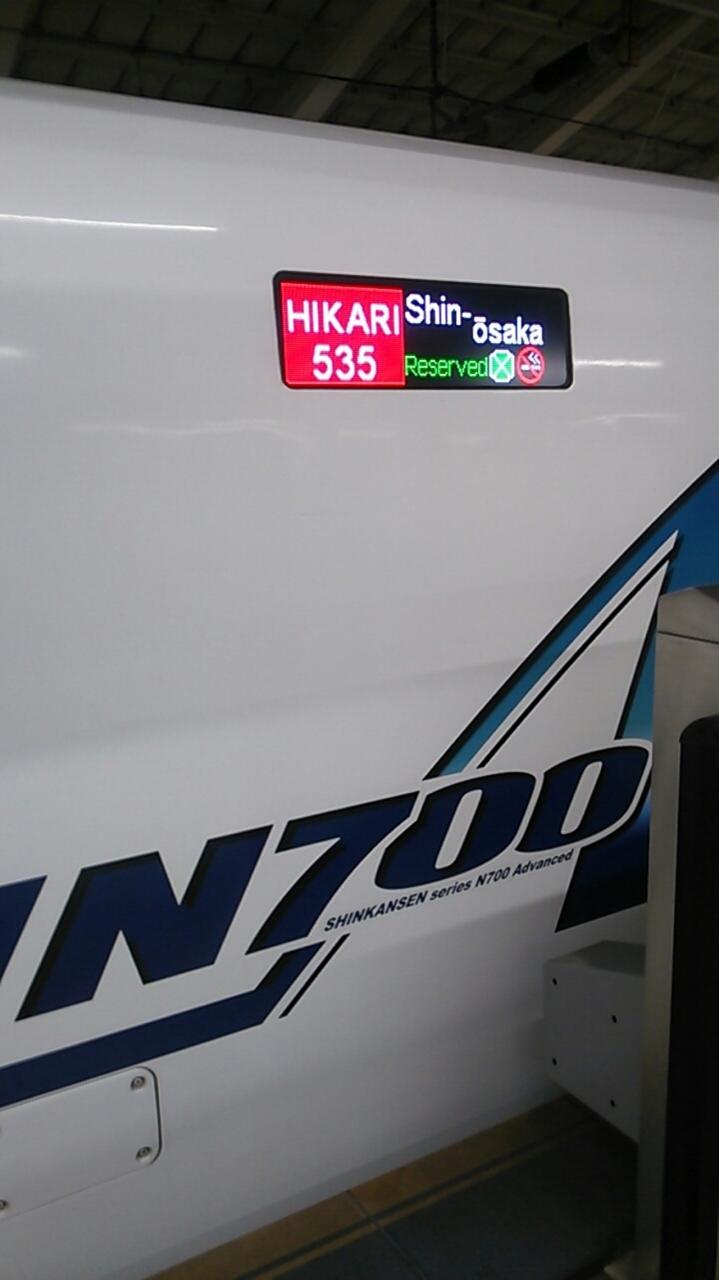 HIKARI
535
Shin-
ōsaka
Reserved
N700
SHINKANSEN series N700 Advanced